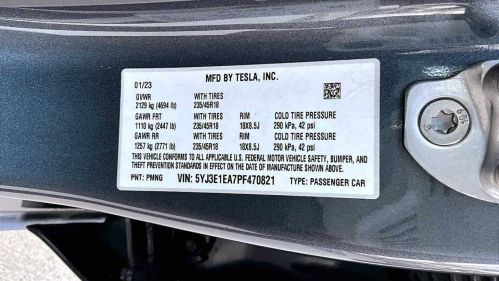 MFD BY TESLA, INC.
01/23
GVWR WITH TIRES
2129 kg (4694 lb) 235/45R18
GAWR FRT WITH TIRES RIM COLD TIRE PRESSURE
1110 kg (2447 lb) 235/45R18 18X8.5J 290 kPa, 42 psi
GAWR RR WITH TIRES RIM COLD TIRE PRESSURE
1257 kg (2771 lb) 235/45R18 18X8.5J 290 kPa, 42 psi
THIS VEHICLE CONFORMS TO ALL APPLICABLE U.S. FEDERAL MOTOR VEHICLE SAFETY, BUMPER, AND
THEFT PREVENTION STANDARDS IN EFFECT ON THE DATE OF MANUFACTURE SHOWN ABOVE.
PNT: PMNG VIN: 5YJ3E1EA7PF470821 TYPE: PASSENGER CAR